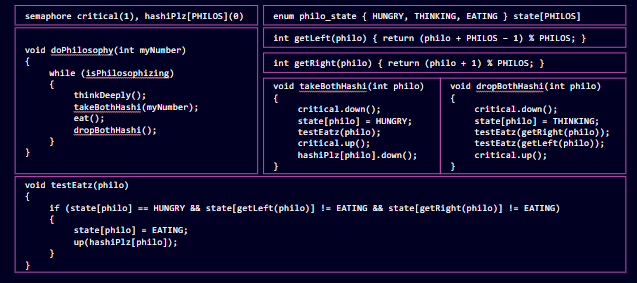 semaphore critical(1), hashiPlz[PHILOS](0)
enum philo_state { HUNGRY, THINKING, EATING } state[PHILOS]
int getLeft(philo) { return (philo + PHILOS – 1) % PHILOS; }
int getRight(philo) { return (philo + 1) % PHILOS; }
void doPhilosophy(int myNumber)
{
while (isPhilosophizing)
{
thinkDeeply();
takeBothHashi(myNumber);
eat();
dropBothHashi();
}
}
void takeBothHashi(int philo)
{
critical.down();
state[philo] = HUNGRY;
testEatz(philo);
critical.up();
hashiPlz[philo].down();
}
void dropBothHashi(int philo)
{
critical.down();
state[philo] = THINKING;
testEatz(getRight(philo));
testEatz(getLeft(philo));
critical.up();
}
void testEatz(philo)
{
if (state[philo] == HUNGRY && state[getLeft(philo)] != EATING && state[getRight(philo)] != EATING)
{
state[philo] = EATING;
up(hashiPlz[philo]);
}
}